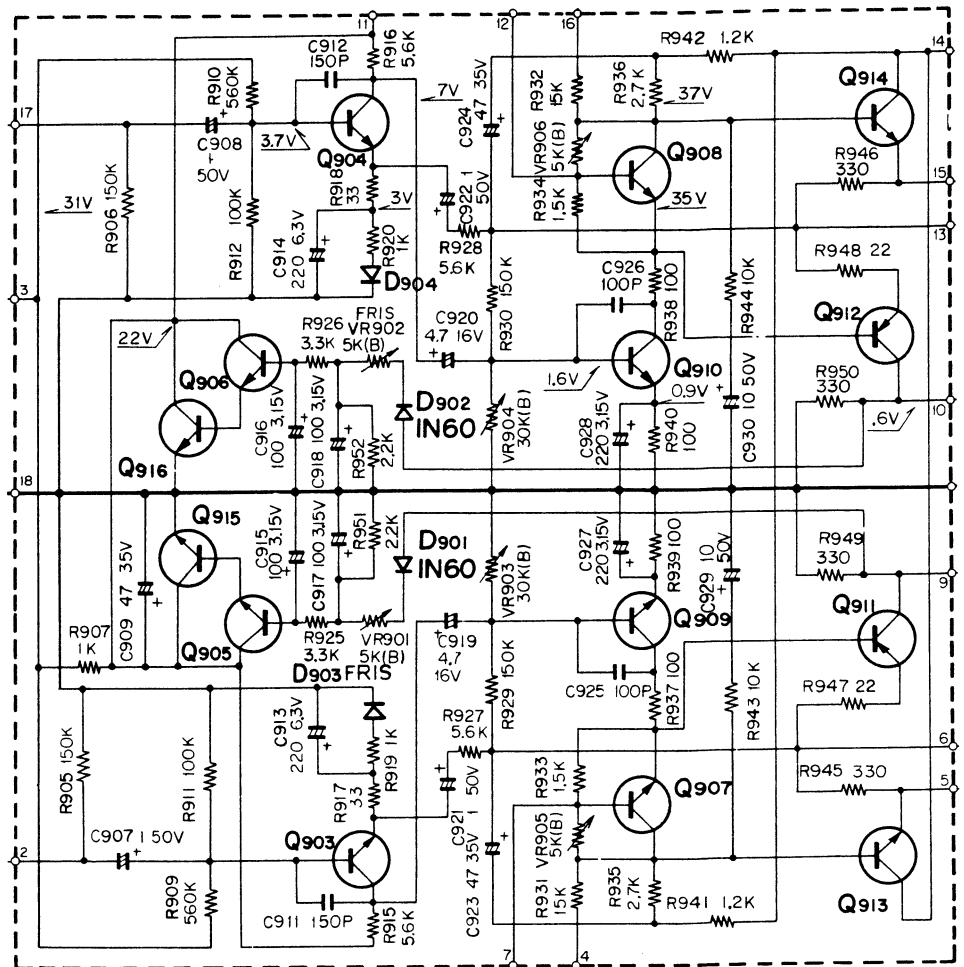 11
12
16
14
R916
5.6K
C912
150P
R910
560K
R942 1.2K
R932
15K
R936
2.7K
Q914
17
C908
1
50V
3.7V
Q904
7V
C924
47 35V
37V
VR906
5K(B)
Q908
R946
330
15
R906 150K
31V
100K
R912
R918
33
3V
C914
220 6.3V
R920
1K
D904
C922 1
50V
R928
5.6K
R934
1.5K
35V
13
R948 22
3
R930 150K
C926
100P
R938 100
R944 10K
Q912
22V
R926
3.3K
FRIS
VR902
5K(B)
C920
4.7 16V
1.6V
Q910
0.9V
R950
330
.6V
10
Q906
D902
IN60
VR904
30K(B)
C928
220 3.15V
R940
100
C930 10 50V
C916
100 3.15V
C918 100 3.15V
R952
2.2K
Q916
18
Q915
C909 47 35V
C915
100 3.15V
C917 100 3.15V
R951
2.2K
D901
IN60
VR903
30K(B)
C927
220 3.15V
R939 100
C929 10
50V
R949
330
9
R907
1K
Q905
R925
3.3K
VR901
5K(B)
C919
4.7
16V
Q909
Q911
D903 FRIS
R929 150K
C925 100P
R937 100
R943 10K
R947 22
R905 150K
R911 100K
C913
220 6.3V
R919 1K
R927
5.6K
6
R917
33
50V
C921 1
R933
1.5K
Q907
R945 330
5
C907 1 50V
Q903
C923 47 35V
VR905
5K(B)
2
R909
560K
C911 150P
R915
5.6K
R931
15K
R935
2.7K
R941 1.2K
Q913
7
4